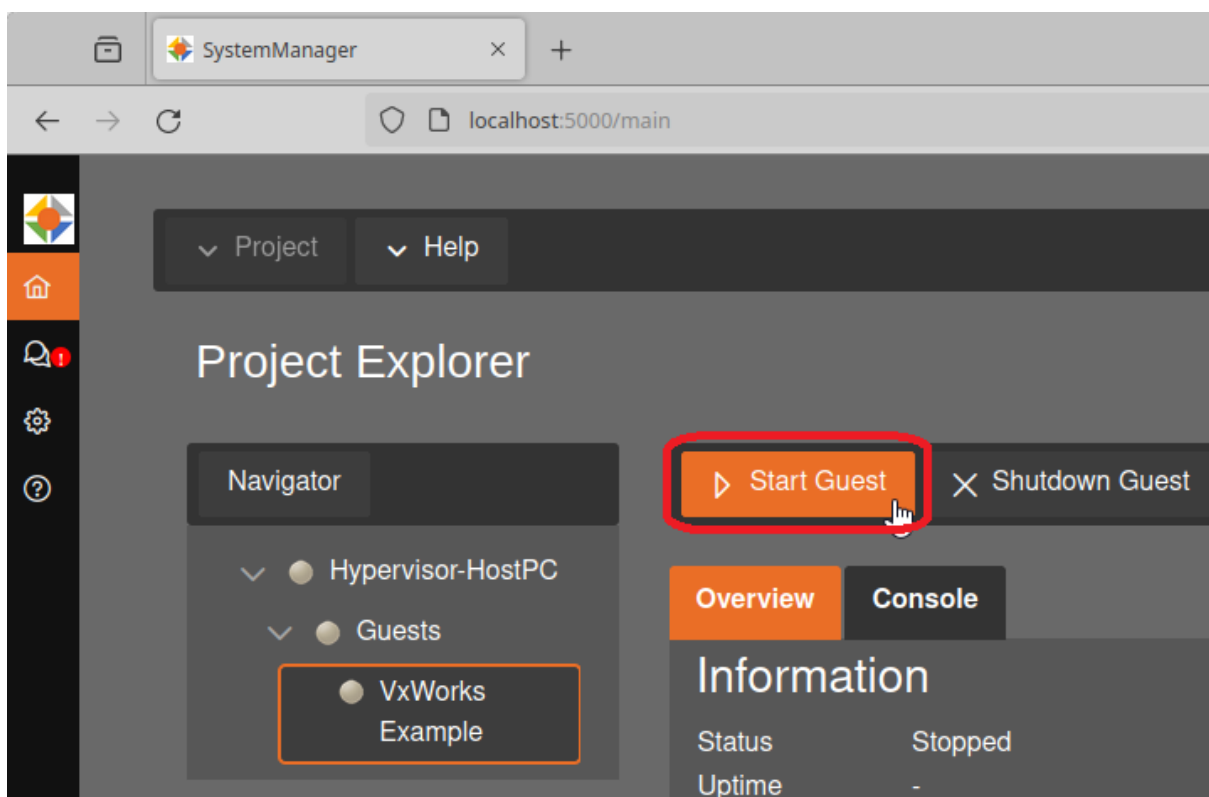 SystemManager
localhost:5000/main
Project Help
!
Project Explorer
Navigator
Start Guest Shutdown Guest
Hypervisor-HostPC
Guests
VxWorks
Example
Overview Console
Information
Status Stopped
Uptime -